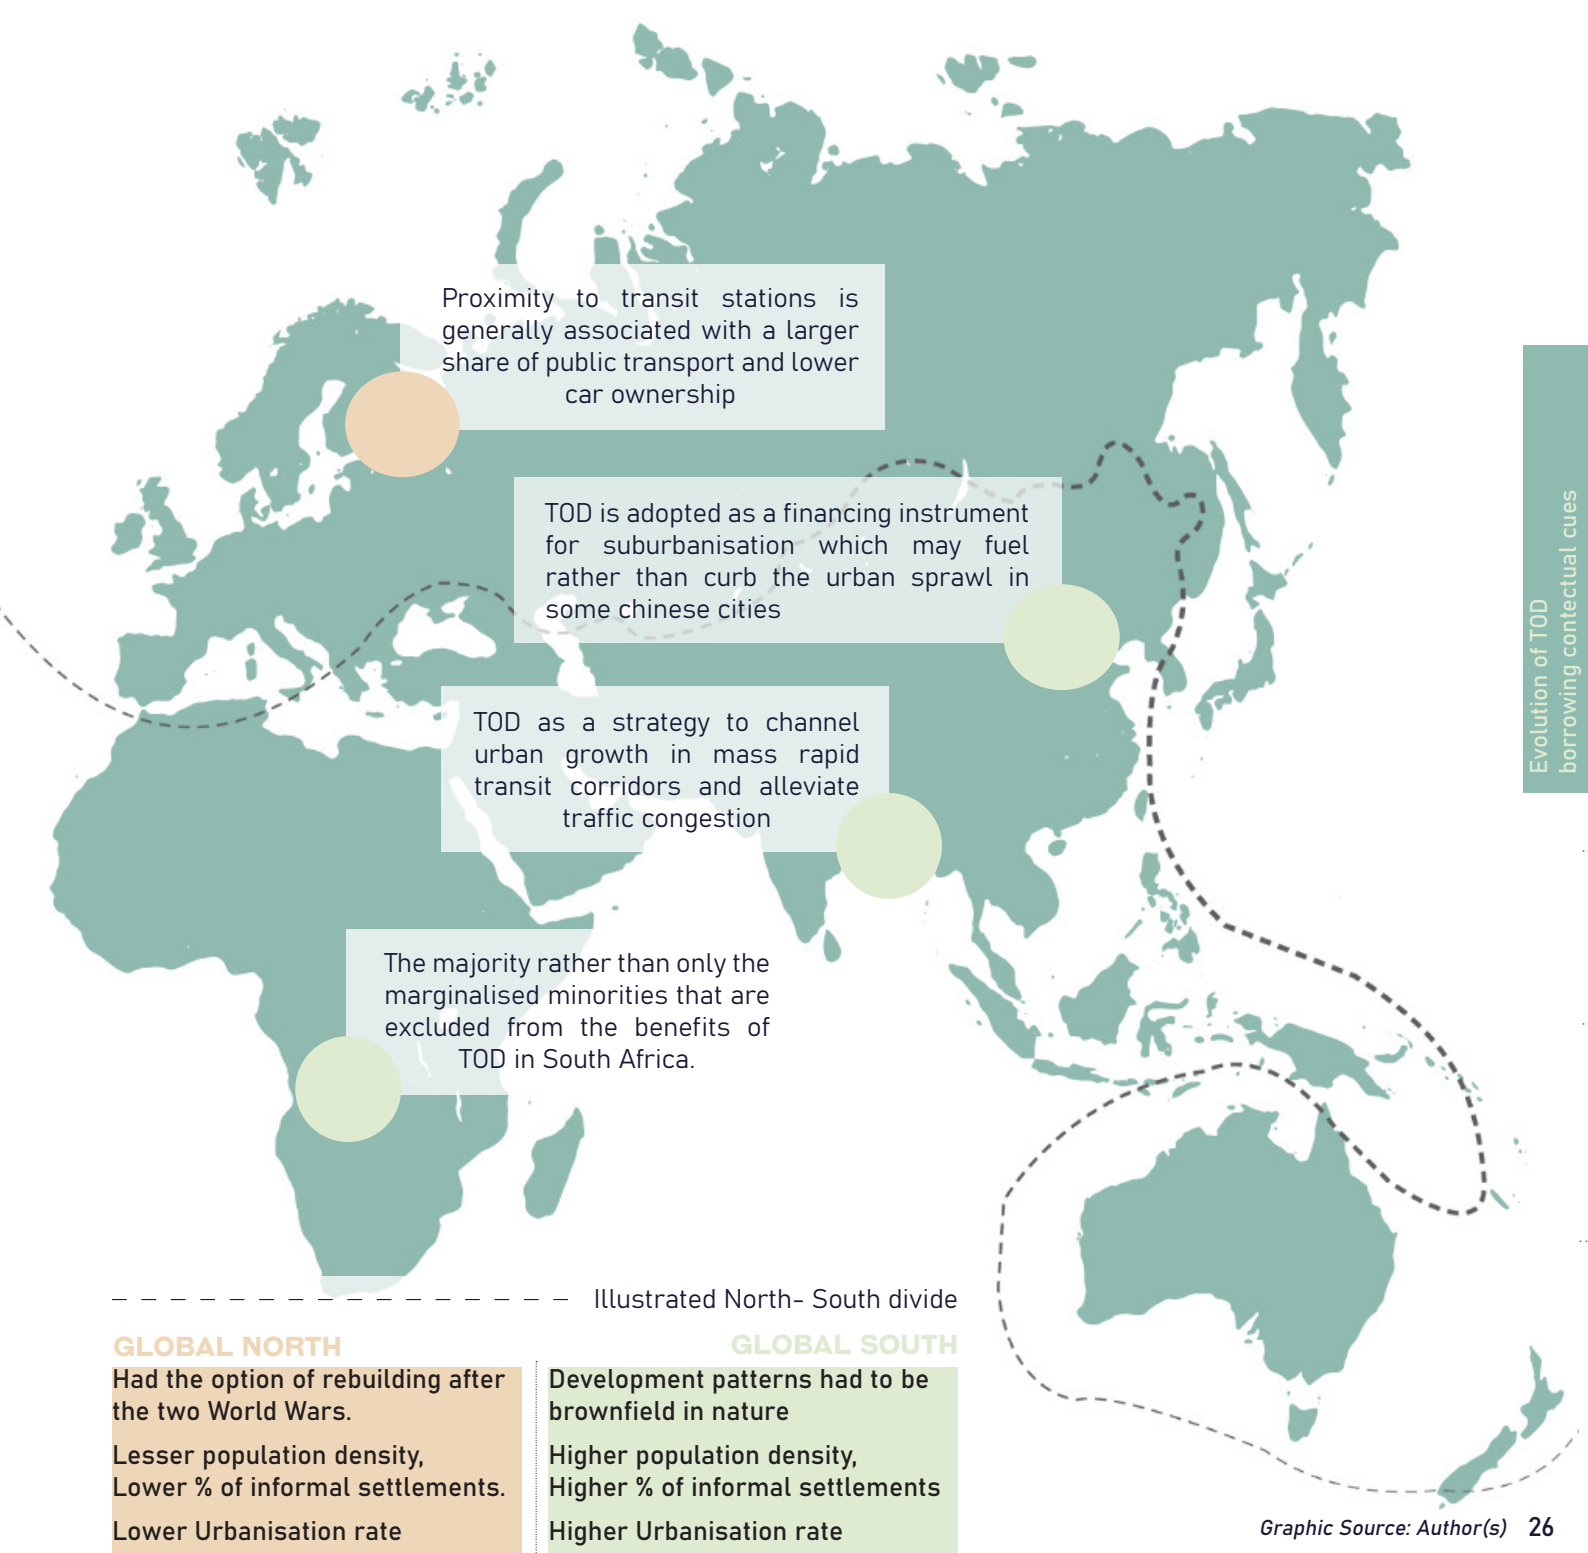 Proximity to transit stations is
generally associated with a larger
share of public transport and lower
car ownership
TOD is adopted as a financing instrument
for suburbanisation which may fuel
rather than curb the urban sprawl in
some chinese cities
TOD as a strategy to channel
urban growth in mass rapid
transit corridors and alleviate
traffic congestion
The majority rather than only the
marginalised minorities that are
excluded from the benefits of
TOD in South Africa.
Evolution of TOD
borrowing contectual cues
Illustrated North- South divide
GLOBAL NORTH
Had the option of rebuilding after
the two World Wars.
Lesser population density,
Lower % of informal settlements.
Lower Urbanisation rate
GLOBAL SOUTH
Development patterns had to be
brownfield in nature
Higher population density,
Higher % of informal settlements
Higher Urbanisation rate
Graphic Source: Author(s) 26